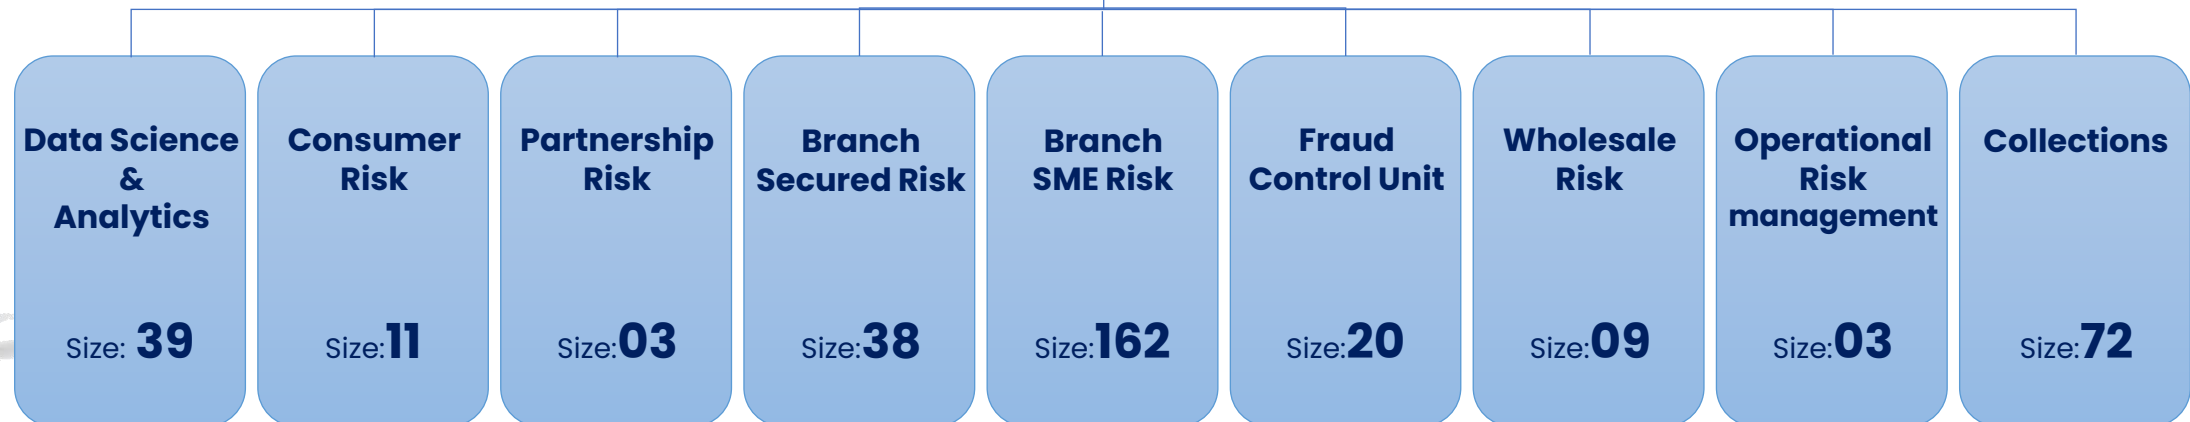 Data Science
&
Analytics
Size: 39
Consumer
Risk
Size:11
Partnership
Risk
Size:03
Branch
Secured Risk
Size:38
Branch
SME Risk
Size:162
Fraud
Control Unit
Size:20
Wholesale
Risk
Size:09
Operational
Risk
management
Size:03
Collections
Size:72